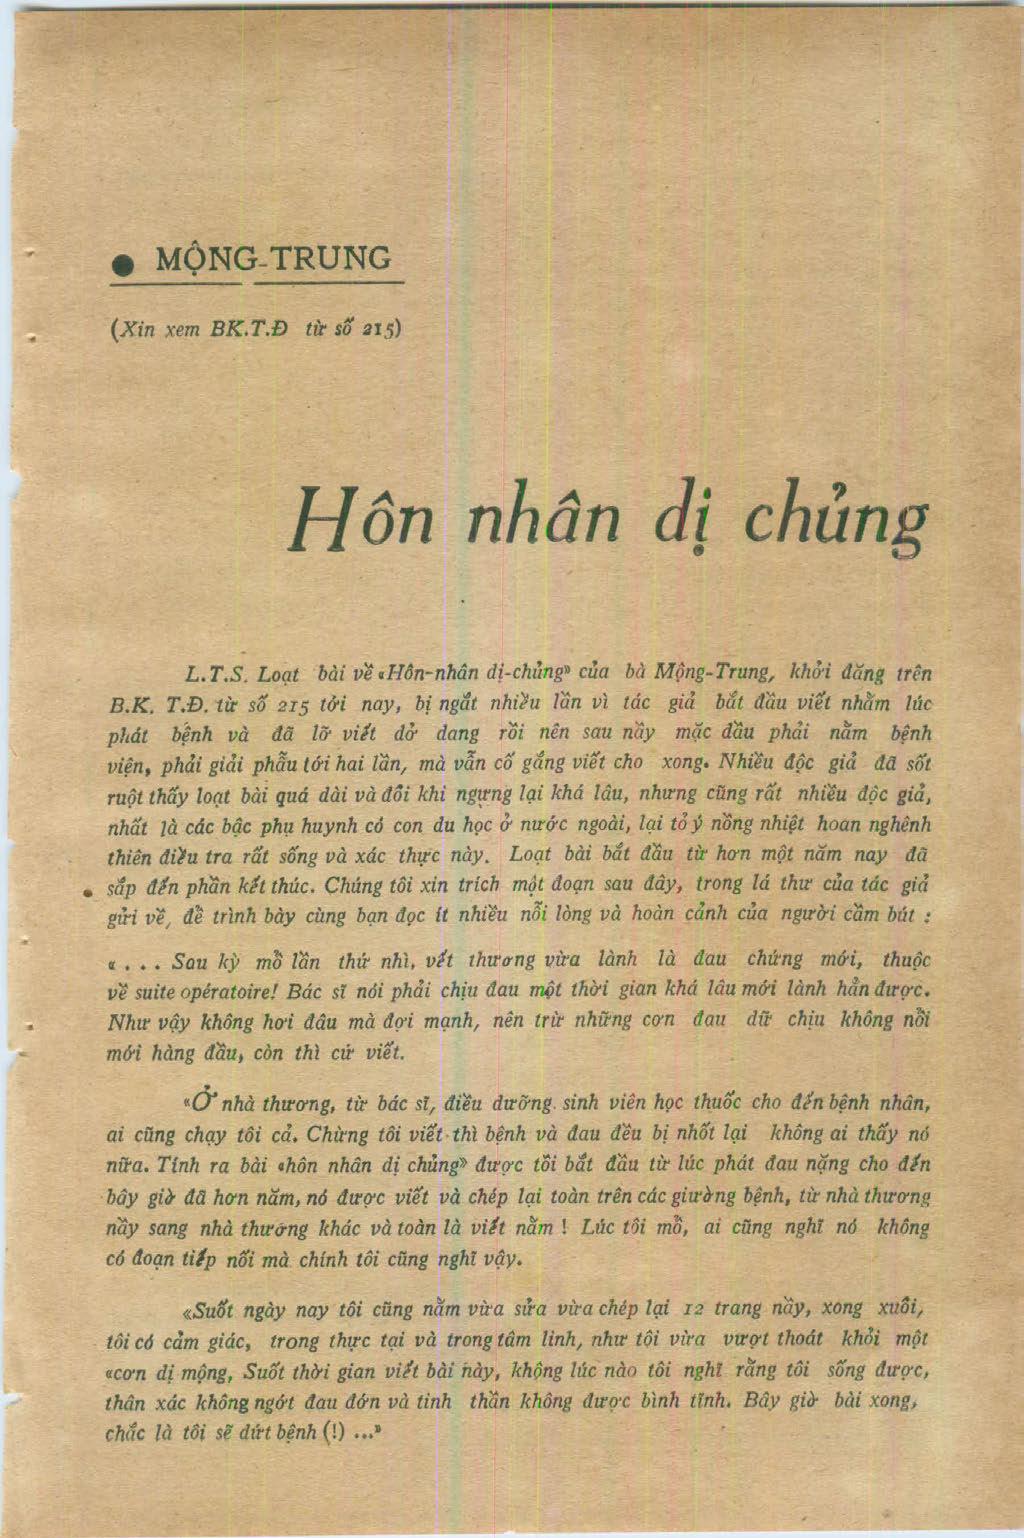 ● MỘNG-TRUNG
(Xin xem BK.T.Đ từ số 215)
Hôn nhân dị chủng
L.T.S. Loạt bài về «Hôn-nhân dị-chủng» của bà Mộng-Trung, khởi đăng trên
B.K. T.Đ. từ số 215 tới nay, bị ngắt nhiều lần vì tác giả bắt đầu viết nhằm lúc
phát bệnh và đã lỡ viết dở dang rồi nên sau nầy mặc dầu phải nằm bệnh
viện, phải giải phẫu tới hai lần, mà vẫn cố gắng viết cho xong. Nhiều độc giả đã sốt
ruột thấy loạt bài quá dài và đôi khi ngưng lại khá lâu, nhưng cũng rất nhiều độc giả,
nhất là các bậc phụ huynh có con du học ở nước ngoài, lại tỏ ý nồng nhiệt hoan nghênh
thiên điều tra rất sống và xác thực này. Loạt bài bắt đầu từ hơn một năm nay đã
sắp đến phần kết thúc. Chúng tôi xin trích một đoạn sau đây, trong lá thư của tác giả
gửi về, để trình bày cùng bạn đọc ít nhiều nỗi lòng và hoàn cảnh của người cầm bút :
« . . . Sau kỳ mổ lần thứ nhì, vết thương vừa lành là đau chứng mới, thuộc
về suite opératoire! Bác sĩ nói phải chịu đau một thời gian khá lâu mới lành hẳn được.
Như vậy không hơi đâu mà đợi mạnh, nên trừ những cơn đau dữ chịu không nổi
mới hàng đầu, còn thì cứ viết.
«Ở nhà thương, từ bác sĩ, điều dưỡng. sinh viên học thuốc cho đến bệnh nhân,
ai cũng chạy tôi cả. Chừng tôi viết thì bệnh và đau đều bị nhốt lại không ai thấy nó
nữa. Tính ra bài «hôn nhân dị chủng» được tôi bắt đầu từ lúc phát đau nặng cho đến
bây giờ đã hơn năm, nó được viết và chép lại toàn trên các giường bệnh, từ nhà thương
nầy sang nhà thương khác và toàn là viết nằm ! Lúc tôi mổ, ai cũng nghĩ nó không
có đoạn tiếp nối mà chính tôi cũng nghĩ vậy.
«Suốt ngày nay tôi cũng nằm vừa sửa vừa chép lại 12 trang nầy, xong xuôi,
tôi có cảm giác, trong thực tại và trong tâm linh, như tôi vừa vượt thoát khỏi một
«cơn dị mộng, Suốt thời gian viết bài này, không lúc nào tôi nghĩ rằng tôi sống được,
thân xác không ngớt đau đớn và tinh thần không được bình tĩnh. Bây giờ bài xong,
chắc là tôi sẽ dứt bệnh (!) ...»